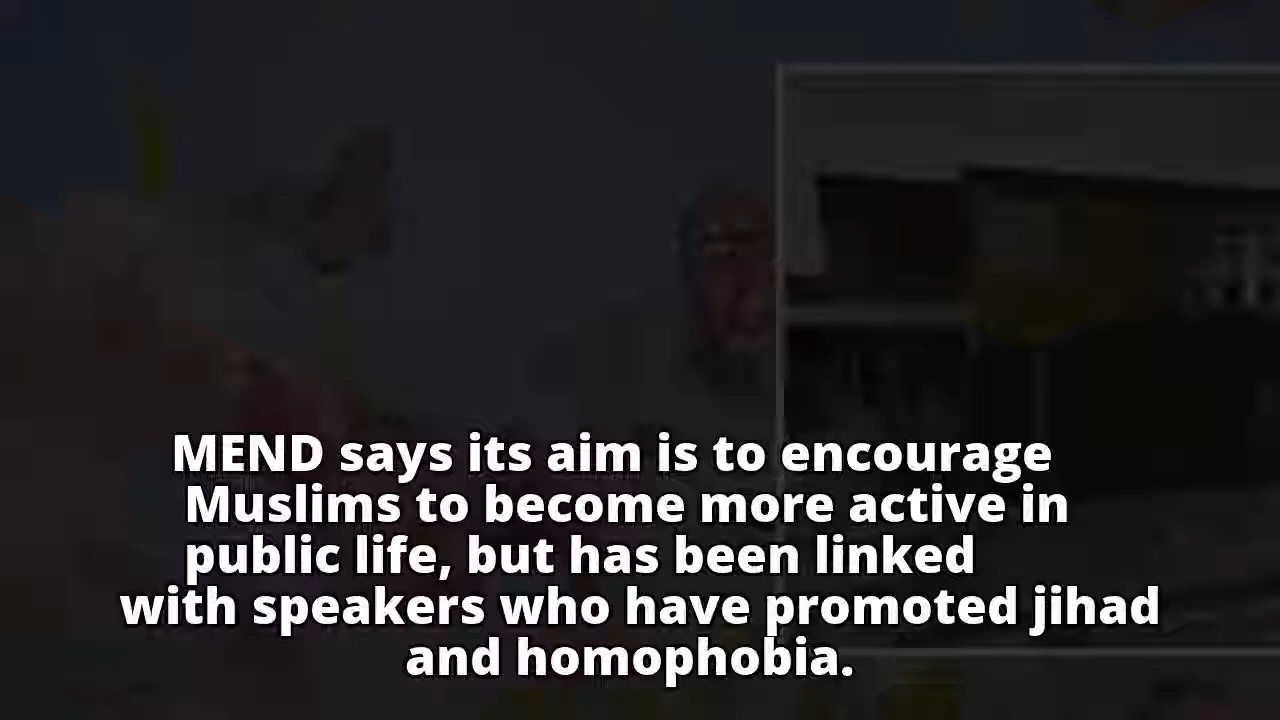 MEND says its aim is to encourage
Muslims to become more active in
public life, but has been linked
with speakers who have promoted jihad
and homophobia.